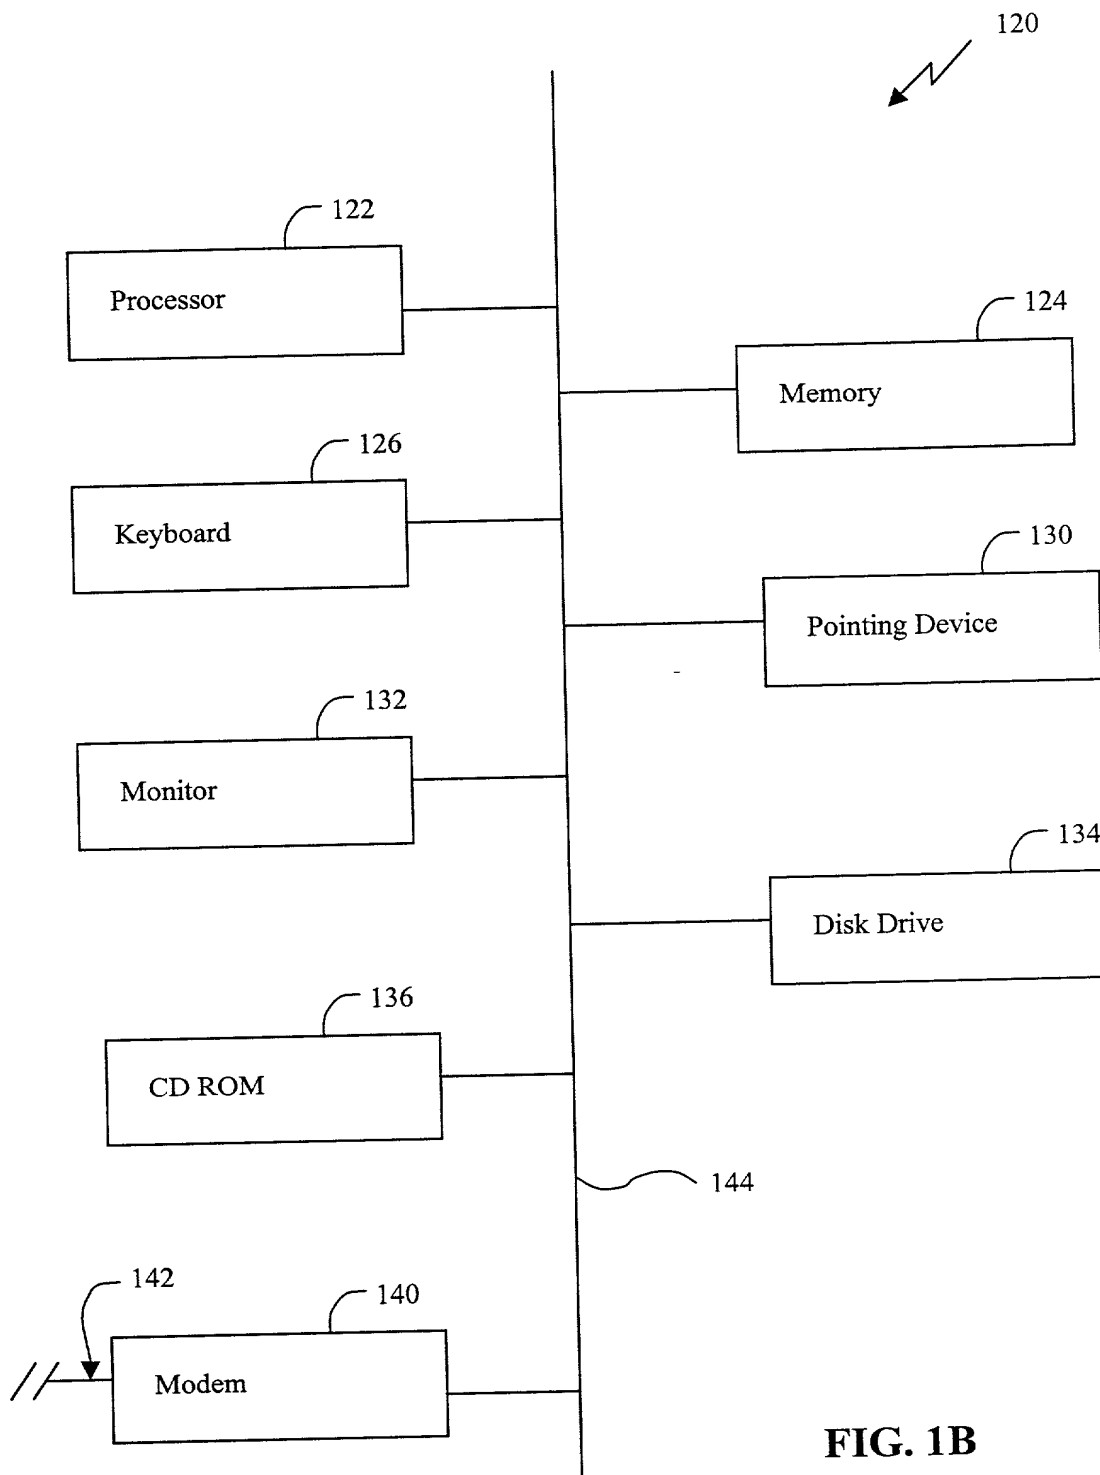 120
122
Processor
124
Memory
126
Keyboard
130
Pointing Device
132
Monitor
134
Disk Drive
136
CD ROM
144
142
140
Modem
FIG. 1B